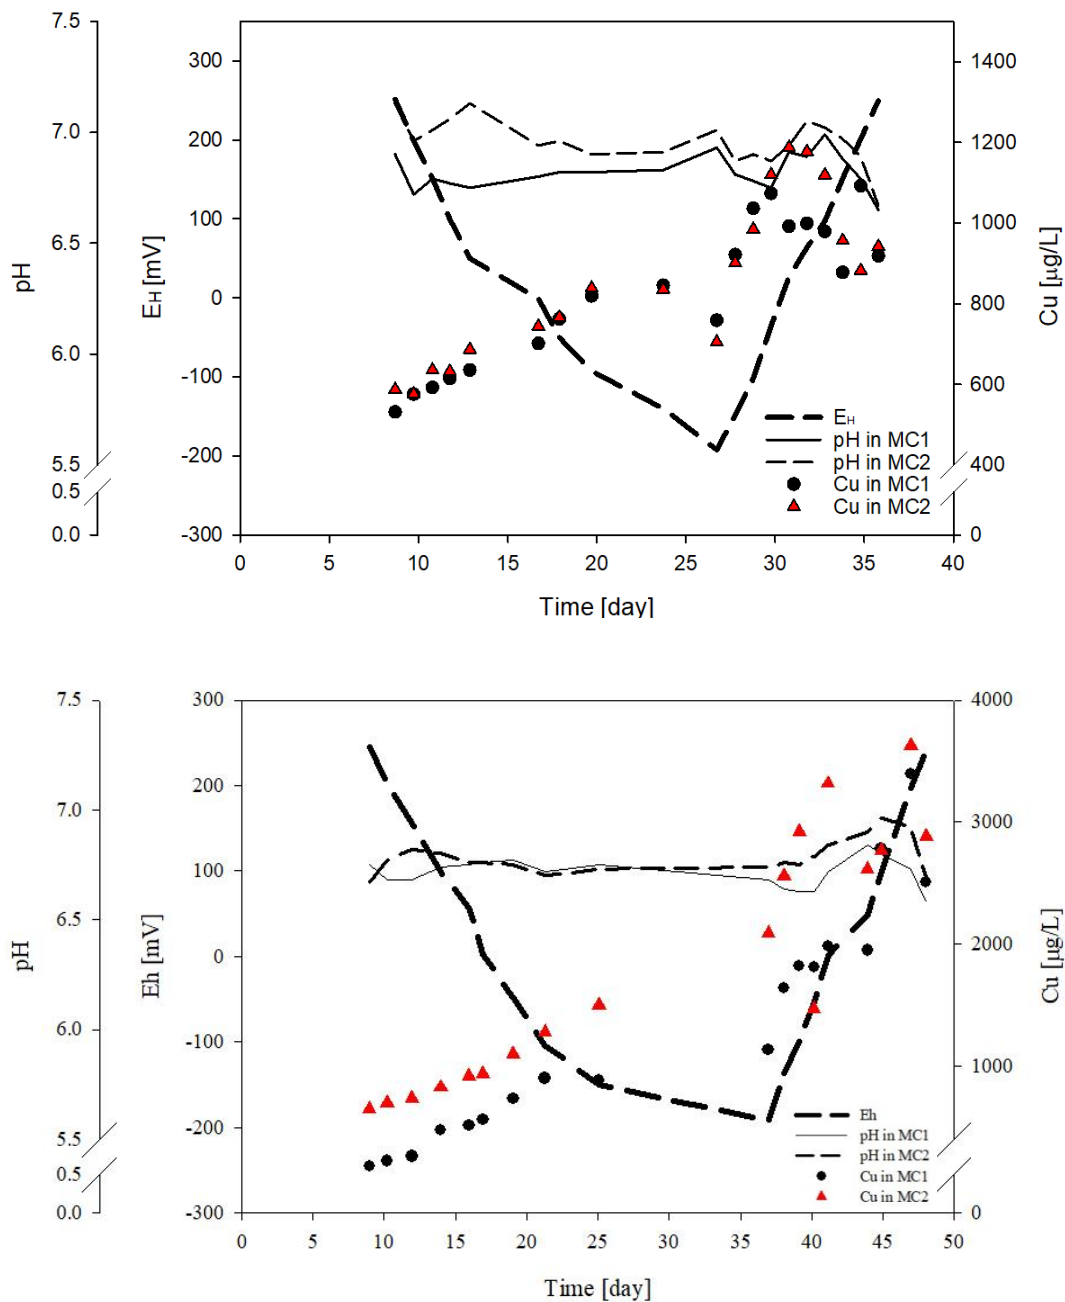 7.5
7.0
6.5
6.0
5.5
0.5
0.0
pH
300
200
100
0
-100
-200
-300
EH [mV]
1400
1200
1000
800
600
400
0
Cu [µg/L]
EH
pH in MC1
pH in MC2
Cu in MC1
Cu in MC2
0 5 10 15 20 25 30 35 40
Time [day]
7.5
7.0
6.5
6.0
5.5
0.5
0.0
pH
300
200
100
0
-100
-200
-300
Eh [mV]
4000
3000
2000
1000
0
Cu [µg/L]
Eh
pH in MC1
pH in MC2
Cu in MC1
Cu in MC2
0 5 10 15 20 25 30 35 40 45 50
Time [day]